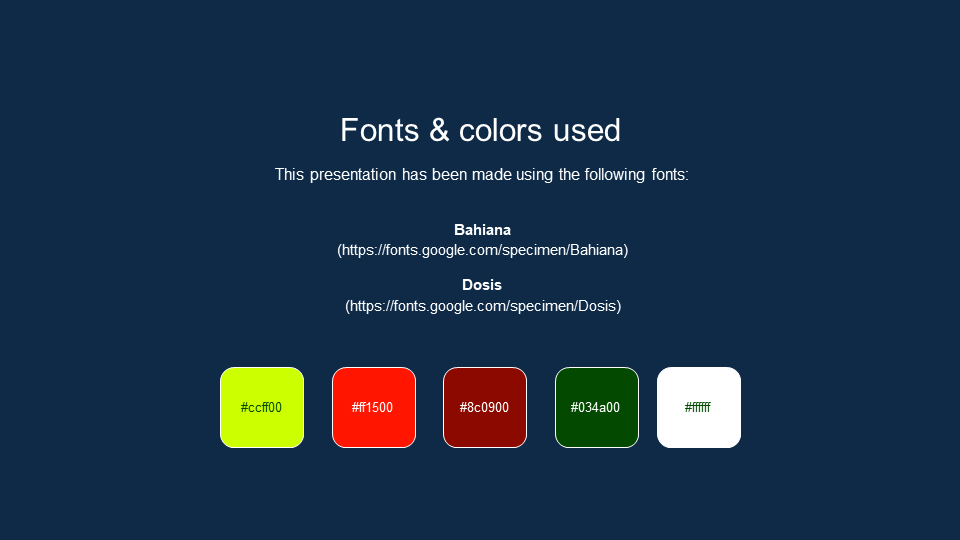 Fonts & colors used
This presentation has been made using the following fonts:
Bahiana
(https://fonts.google.com/specimen/Bahiana)
Dosis
(https://fonts.google.com/specimen/Dosis)
#ccff00 #ff1500 #8c0900 #034a00 #ffffff